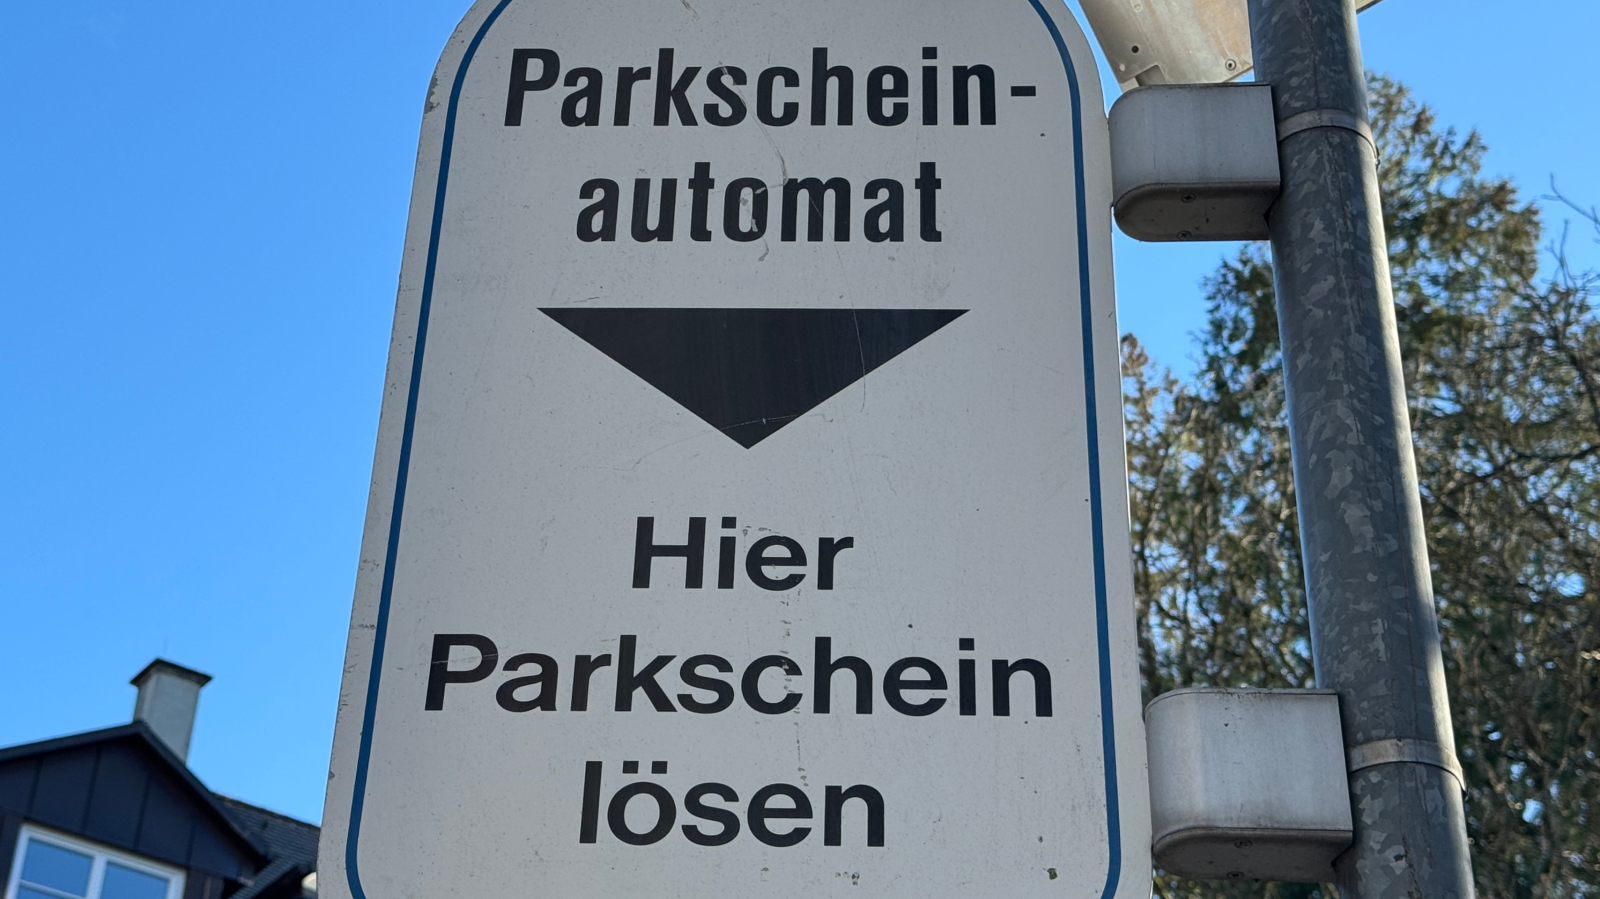 Parkschein-
automat
Hier
Parkschein
lösen